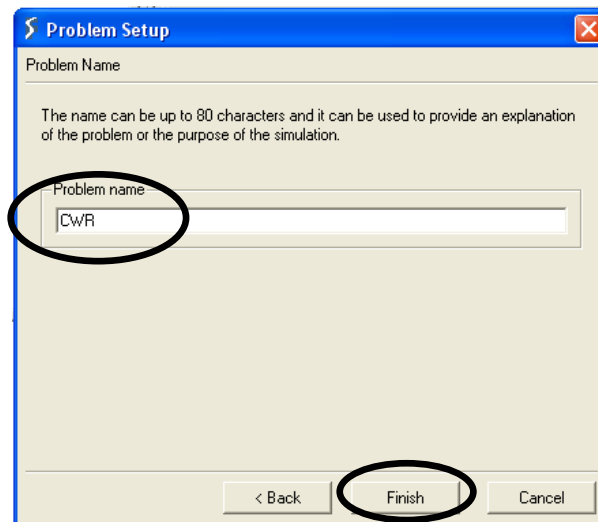 Problem Setup
Problem Name
The name can be up to 80 characters and it can be used to provide an explanation
of the problem or the purpose of the simulation.
Problem name
CWR
< Back Finish Cancel